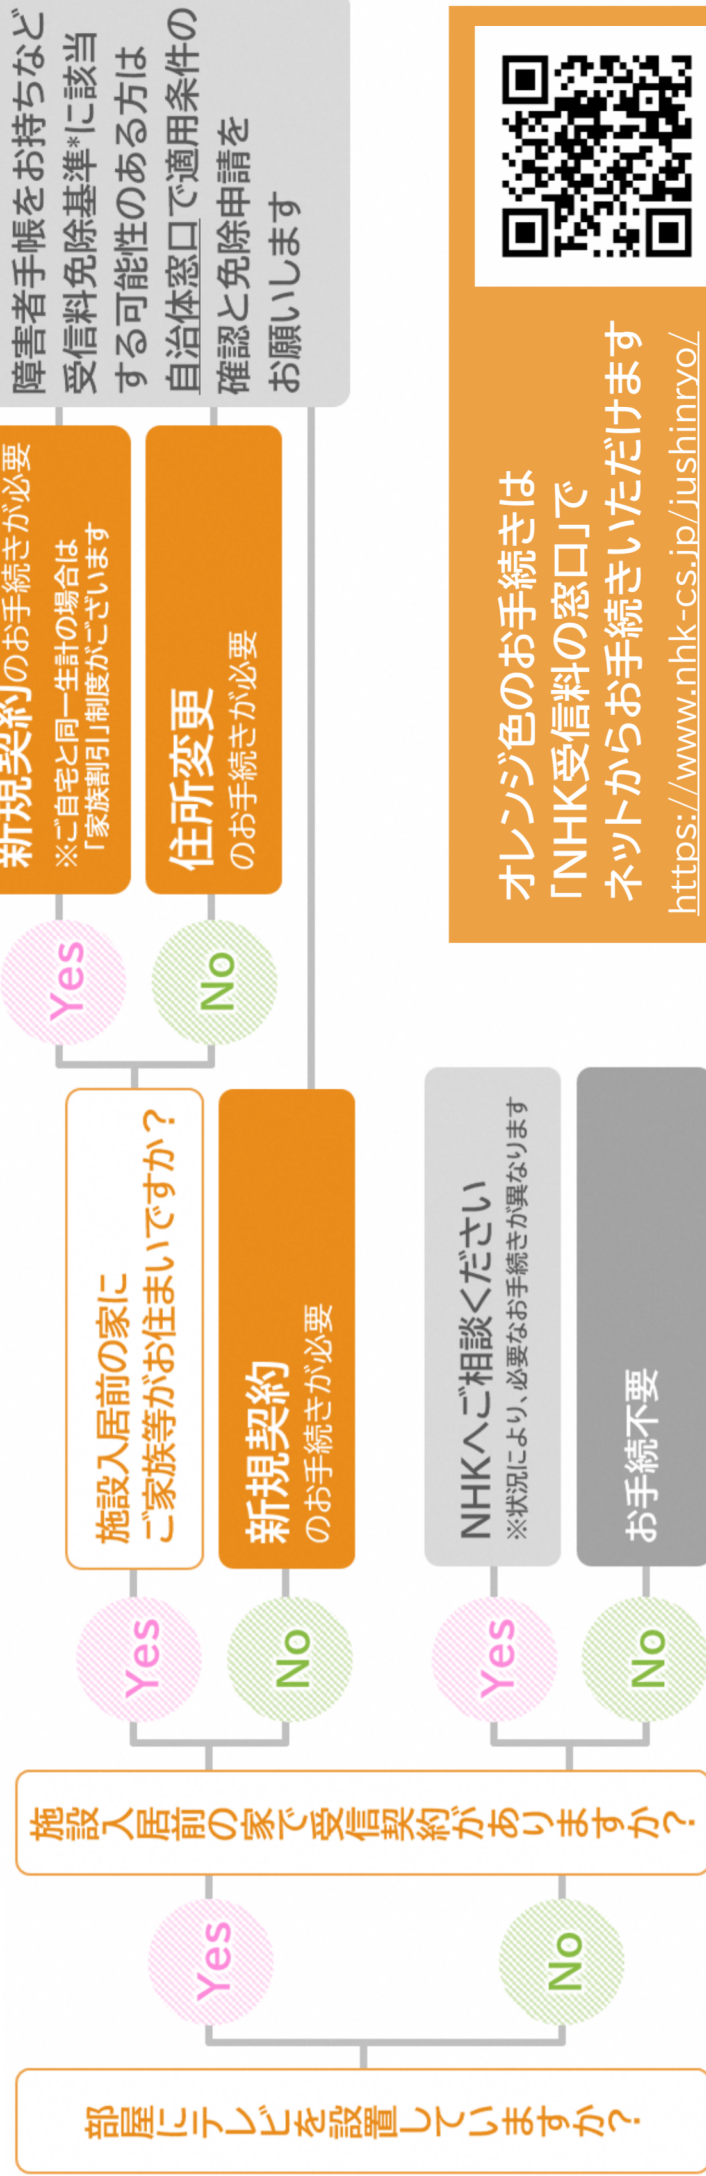 部屋にテレビを設置していますか？
Yes
No
施設入居前の家で受信契約がありますか？
Yes
No
施設入居前の家に
ご家族等がお住まいですか？
Yes
新規契約のお手続きが必要
※ご自宅と同一生計の場合は
「家族割引」制度がございます
No
住所変更
のお手続きが必要
新規契約
のお手続きが必要
障害者手帳をお持ちなど
受信料免除基準*に該当
する可能性のある方は
自治体窓口で適用条件の
確認と免除申請を
お願いします
Yes
NHKへご相談ください
※状況により、必要なお手続きが異なります
No
お手続不要
オレンジ色のお手続きは
「NHK受信料の窓口」で
ネットからお手続きいただけます
https://www.nhk-cs.jp/jushinryo/